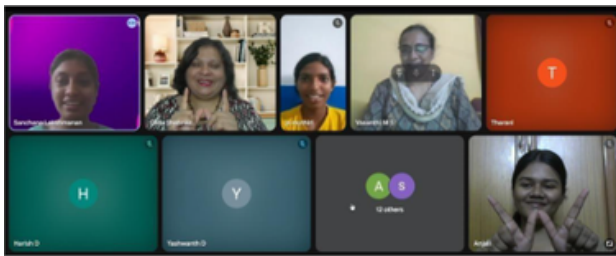 T
Tharani
Vasanthi M S
H
Harish D
Y
Yashwanth D
A S
12 others
Anjali